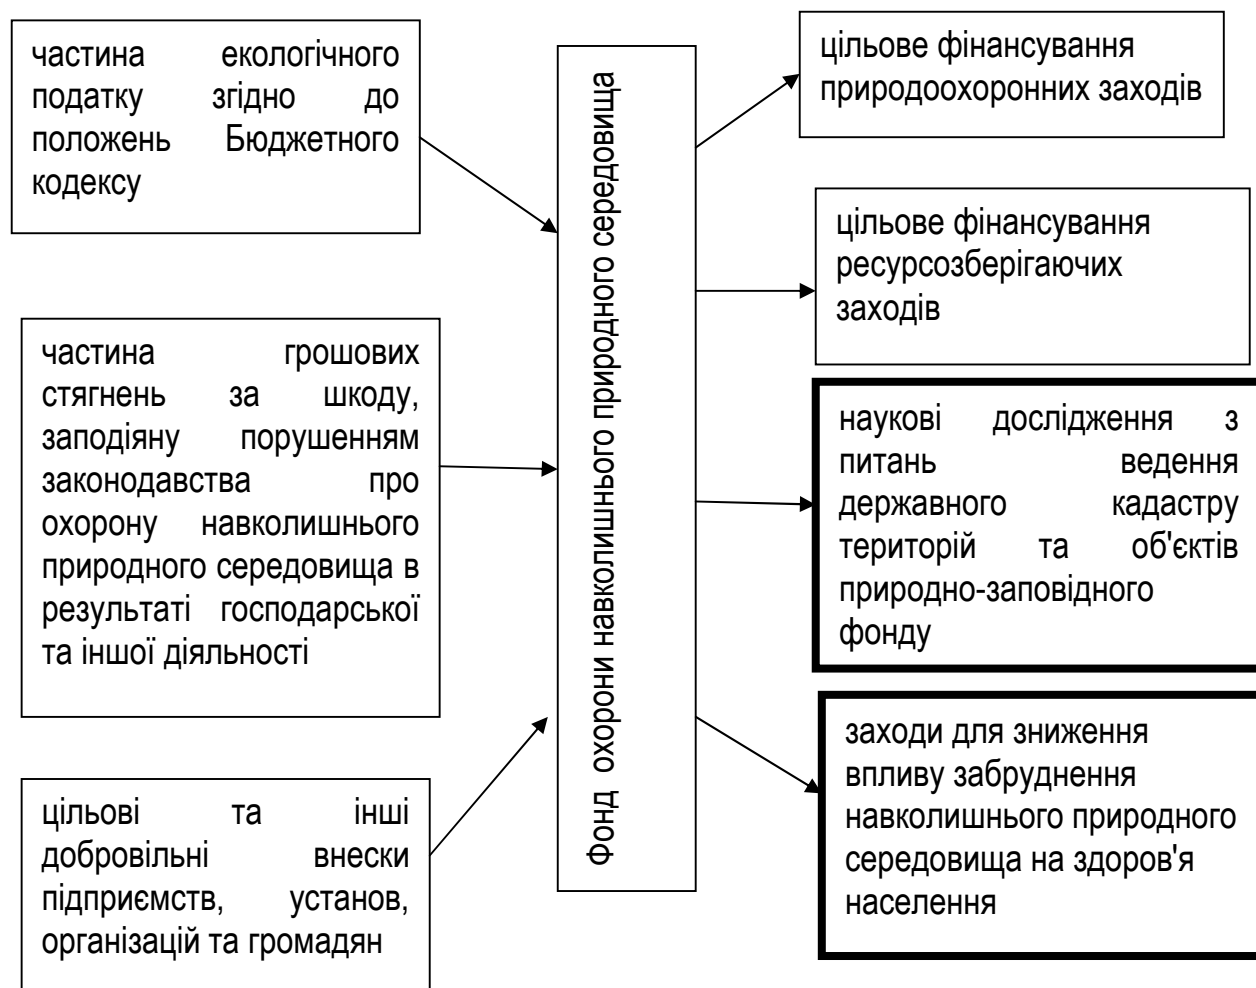 частина екологічного
податку згідно до
положень Бюджетного
кодексу
частина грошових
стягнень за шкоду,
заподіяну порушенням
законодавства про
охорону навколишнього
природного середовища в
результаті господарської
та іншої діяльності
цільові та інші
добровільні внески
підприємств, установ,
організацій та громадян
Фонд охорони навколишнього природного середовища
цільове фінансування
природоохоронних заходів
цільове фінансування
ресурсозберігаючих
заходів
наукові дослідження з
питань ведення
державного кадастру
територій та об'єктів
природно-заповідного
фонду
заходи для зниження
впливу забруднення
навколишнього природного
середовища на здоров'я
населення